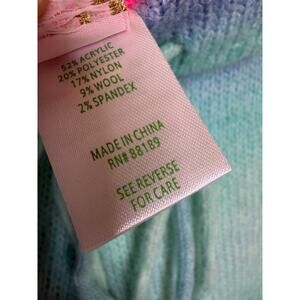 52% ACRYLIC
20% POLYESTER
17% NYLON
9% WOOL
2% SPANDEX
MADE IN CHINA
RN# 88189
SEE REVERSE
FOR CARE